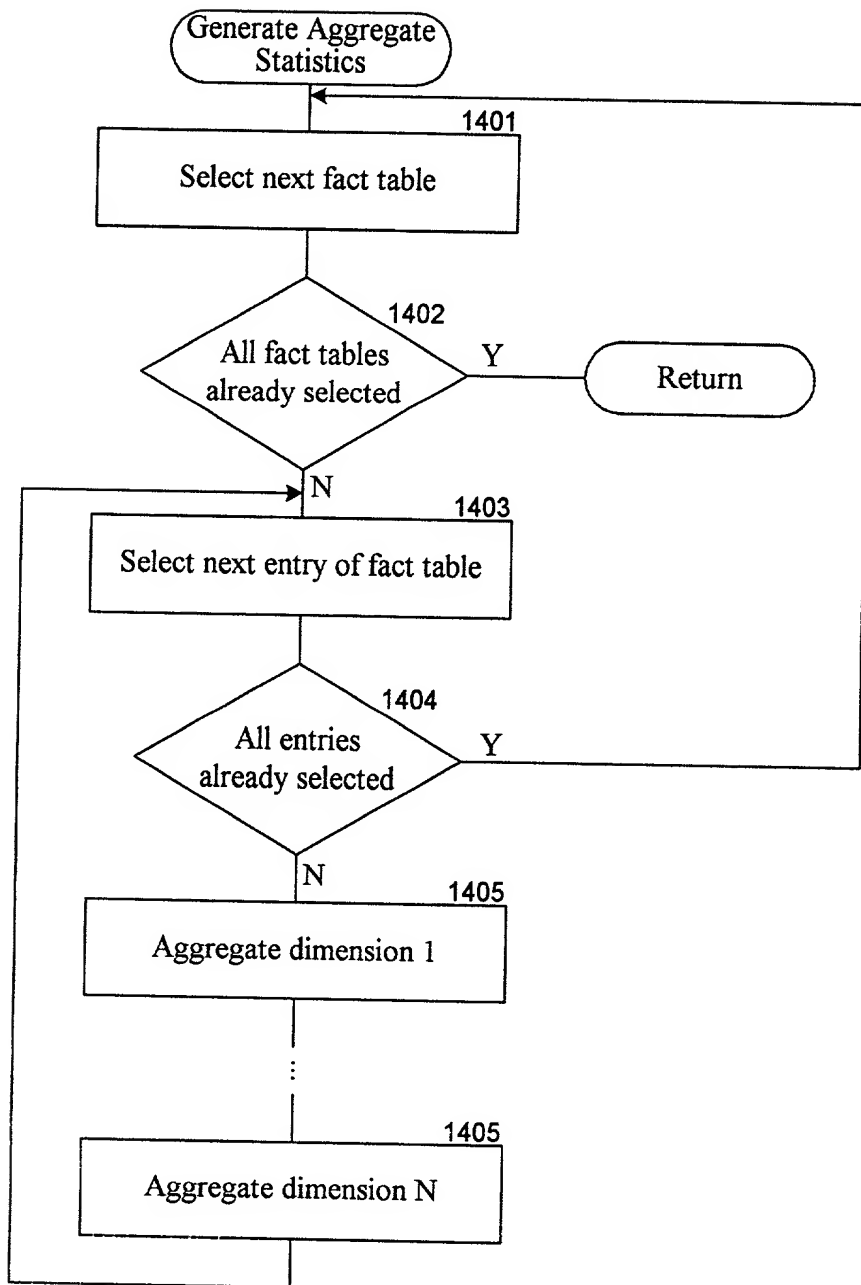 Generate Aggregate
Statistics
1401
Select next fact table
1402
All fact tables
already selected
Y
Return
N
1403
Select next entry of fact table
1404
All entries
already selected
Y
N
1405
Aggregate dimension 1
...
1405
Aggregate dimension N